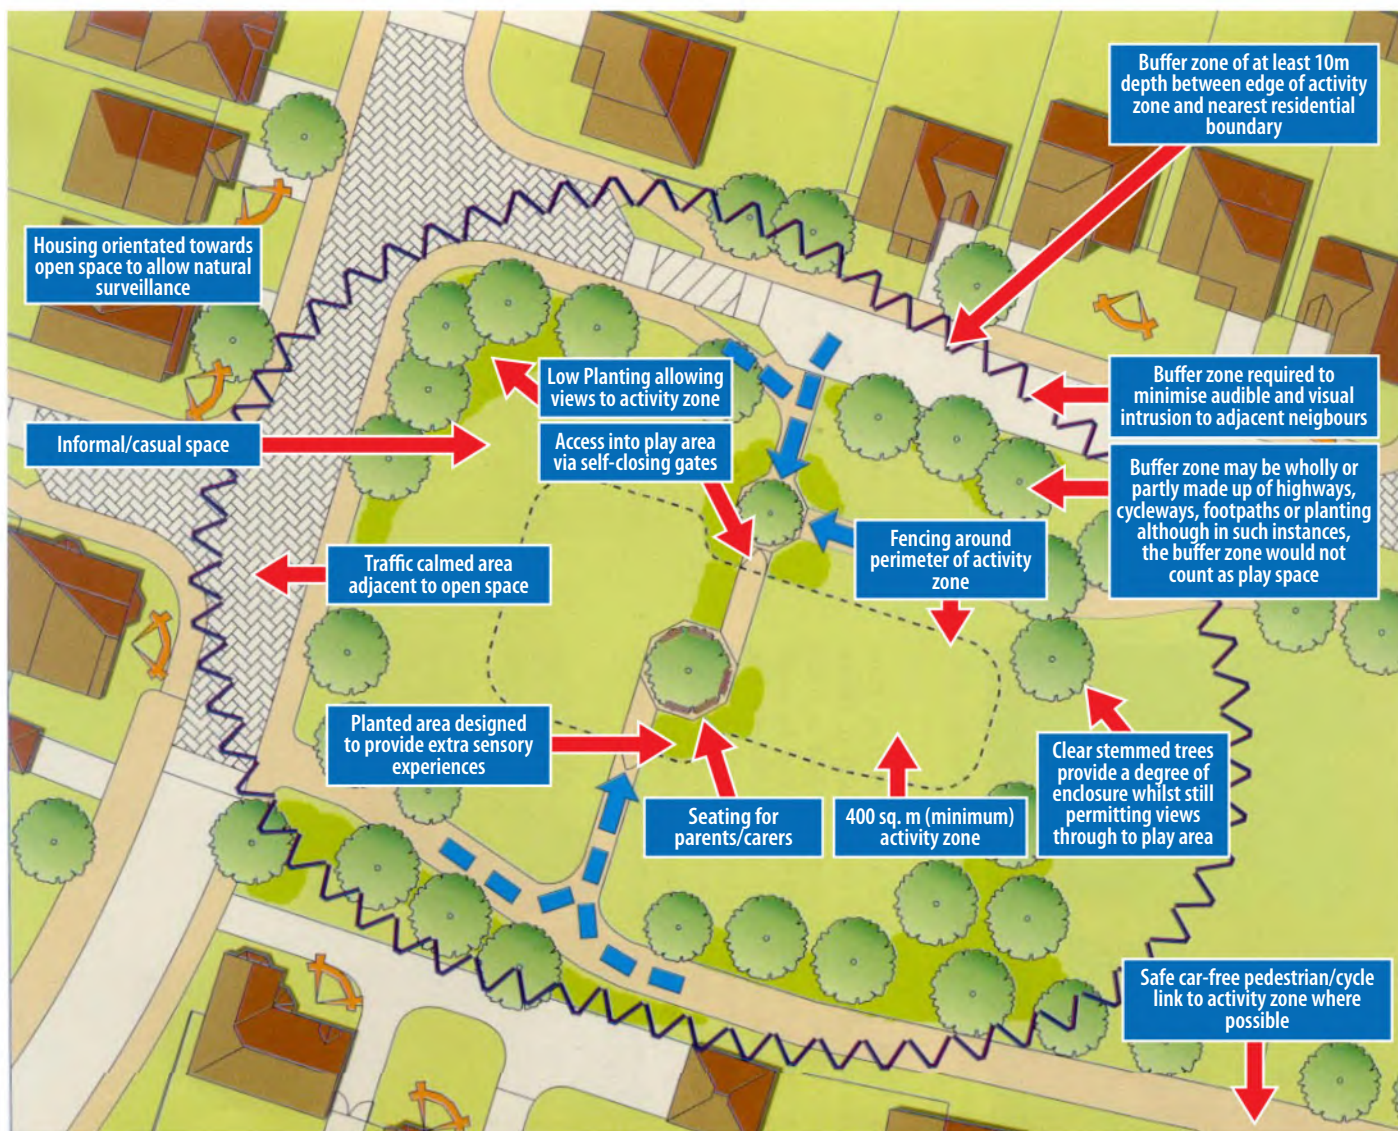 Buffer zone of at least 10m
depth between edge of activity
zone and nearest residential
boundary
Housing orientated towards
open space to allow natural
surveillance
Low Planting allowing
views to activity zone
Buffer zone required to
minimise audible and visual
intrusion to adjacent neigbours
Informal/casual space
Access into play area
via self-closing gates
Buffer zone may be wholly or
partly made up of highways,
cycleways, footpaths or planting
although in such instances,
the buffer zone would not
count as play space
Fencing around
perimeter of activity
zone
Traffic calmed area
adjacent to open space
Planted area designed
to provide extra sensory
experiences
Seating for
parents/carers
400 sq. m (minimum)
activity zone
Clear stemmed trees
provide a degree of
enclosure whilst still
permitting views
through to play area
Safe car-free pedestrian/cycle
link to activity zone where
possible